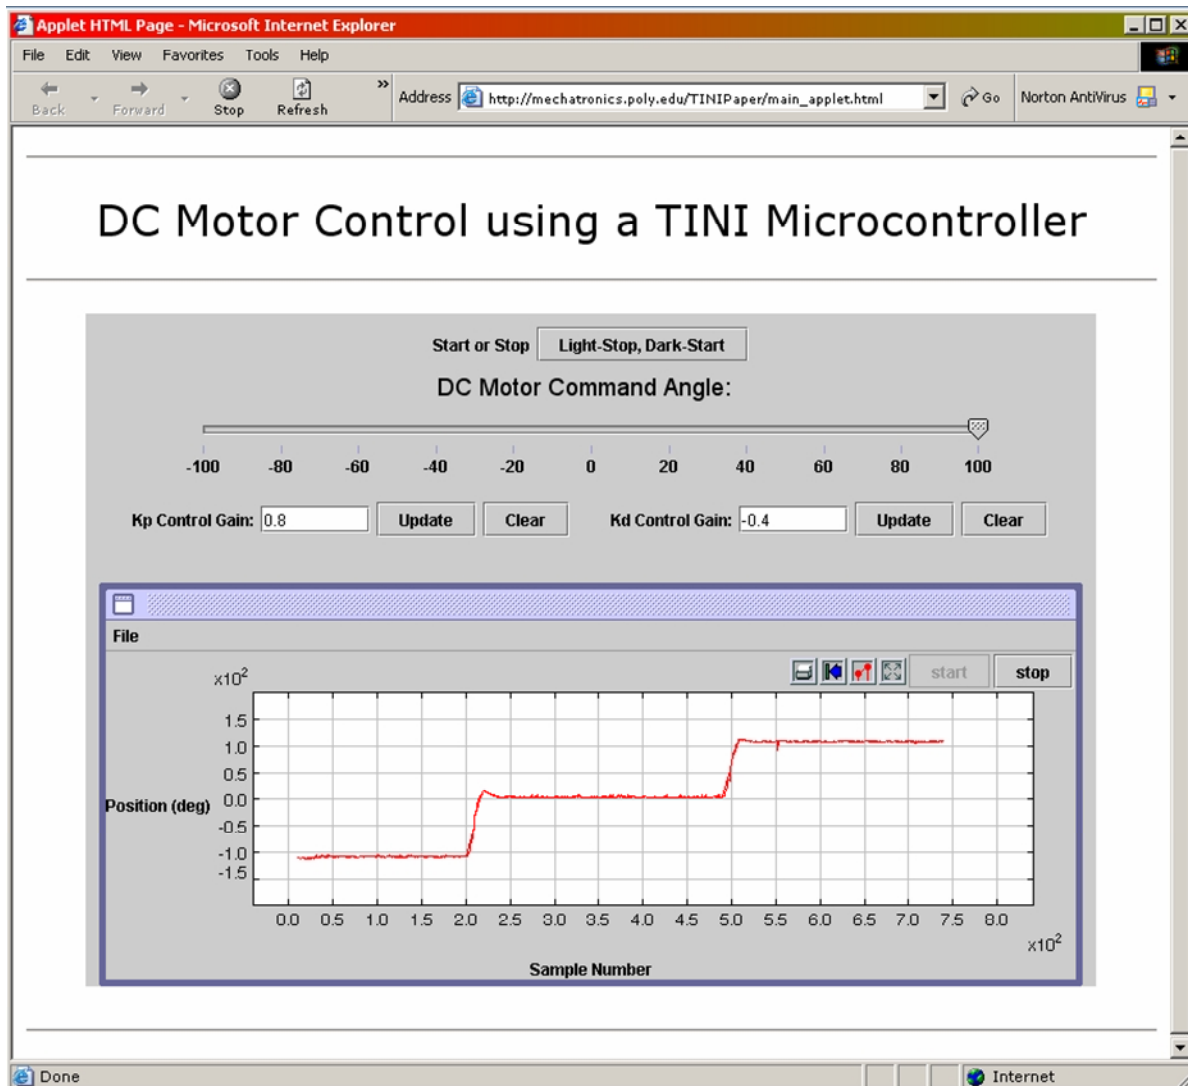 Applet HTML Page - Microsoft Internet Explorer
File Edit View Favorites Tools Help
Back Forward Stop Refresh » Address http://mechatronics.poly.edu/TINIPaper/main_applet.html Go Norton AntiVirus
DC Motor Control using a TINI Microcontroller
Start or Stop Light-Stop, Dark-Start
DC Motor Command Angle:
-100 -80 -60 -40 -20 0 20 40 60 80 100
Kp Control Gain: 0.8 Update Clear Kd Control Gain: -0.4 Update Clear
File
start stop
x10²
1.5
1.0
0.5
Position (deg) 0.0
-0.5
-1.0
-1.5
0.0 0.5 1.0 1.5 2.0 2.5 3.0 3.5 4.0 4.5 5.0 5.5 6.0 6.5 7.0 7.5 8.0
x10²
Sample Number
Done Internet